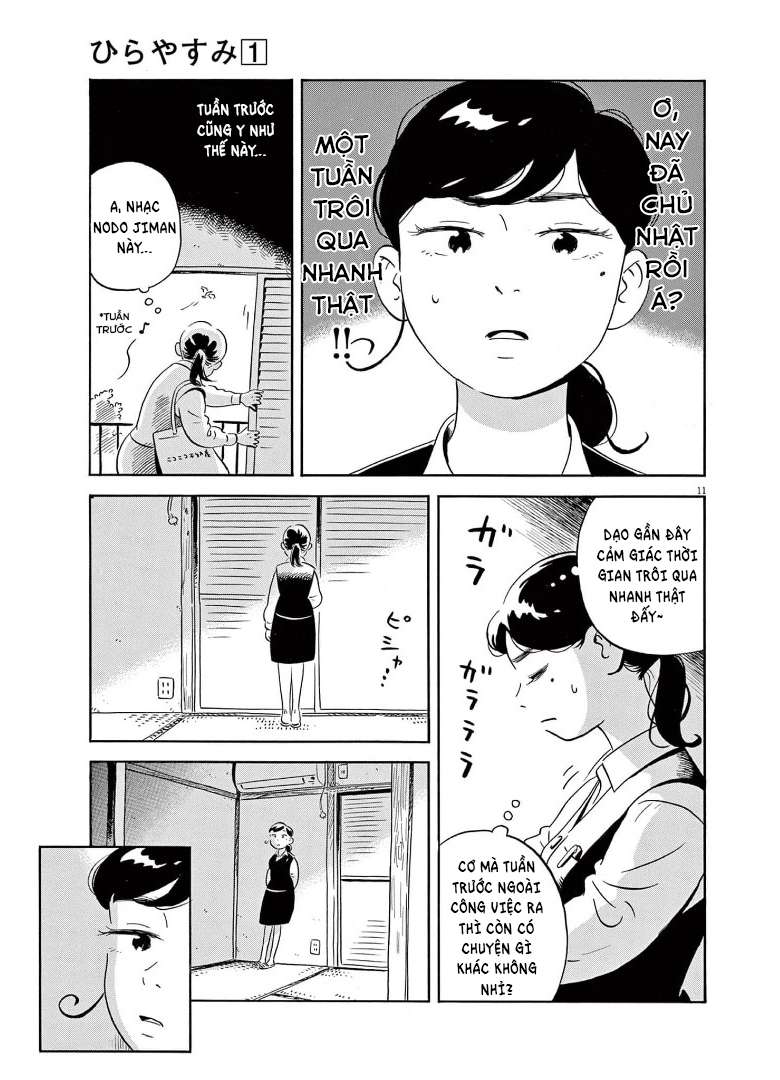 ひらやすみ1
Ơ,
NAY
ĐÃ
CHỦ
NHẬT
RỒI
Á?
MỘT
TUẦN
TRÔI
QUA
NHANH
THẬT
!!
TUẦN TRƯỚC
CŨNG Y NHƯ
THẾ NÀY...
A, NHẠC
NODO JIMAN
NÀY...
*TUẦN
TRƯỚC
11
DẠO GẦN ĐÂY
CẢM GIÁC THỜI
GIAN TRÔI QUA
NHANH THẬT
ĐẤY~
ガラ
ガラララ
CƠ MÀ TUẦN
TRƯỚC NGOÀI
CÔNG VIỆC RA
THÌ CÒN CÓ
CHUYỆN GÌ
KHÁC KHÔNG
NHỈ?
ピシャ...